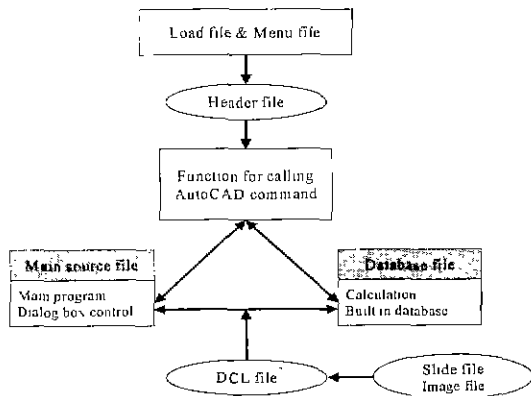 Load file & Menu file
Header file
Function for calling
AutoCAD command
Main source file
Main program
Dialog box control
Database file
Calculation
Built in database
DCL file
Slide file
Image file